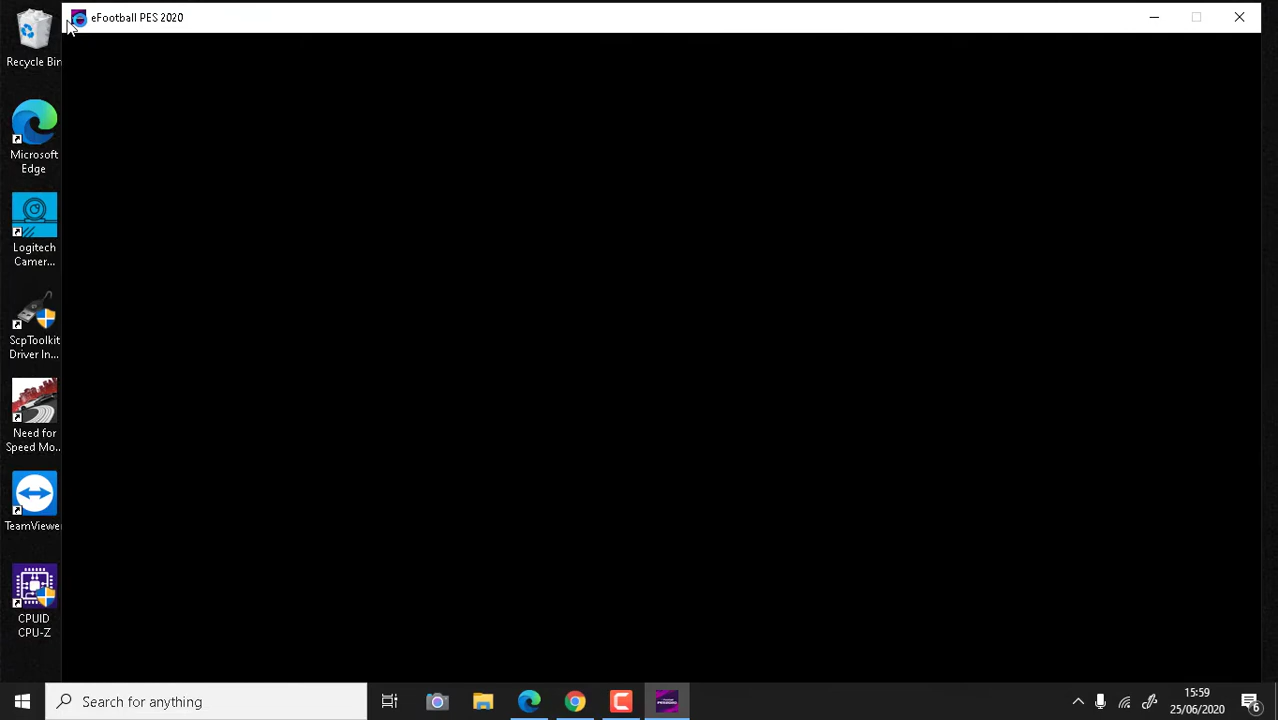 eFootball PES 2020
Recycle Bin
Microsoft
Edge
Logitech
Camer...
ScpToolkit
Driver In...
Need for
Speed Mo...
TeamViewer
CPUID
CPU-Z
Search for anything
15:59
25/06/2020
6